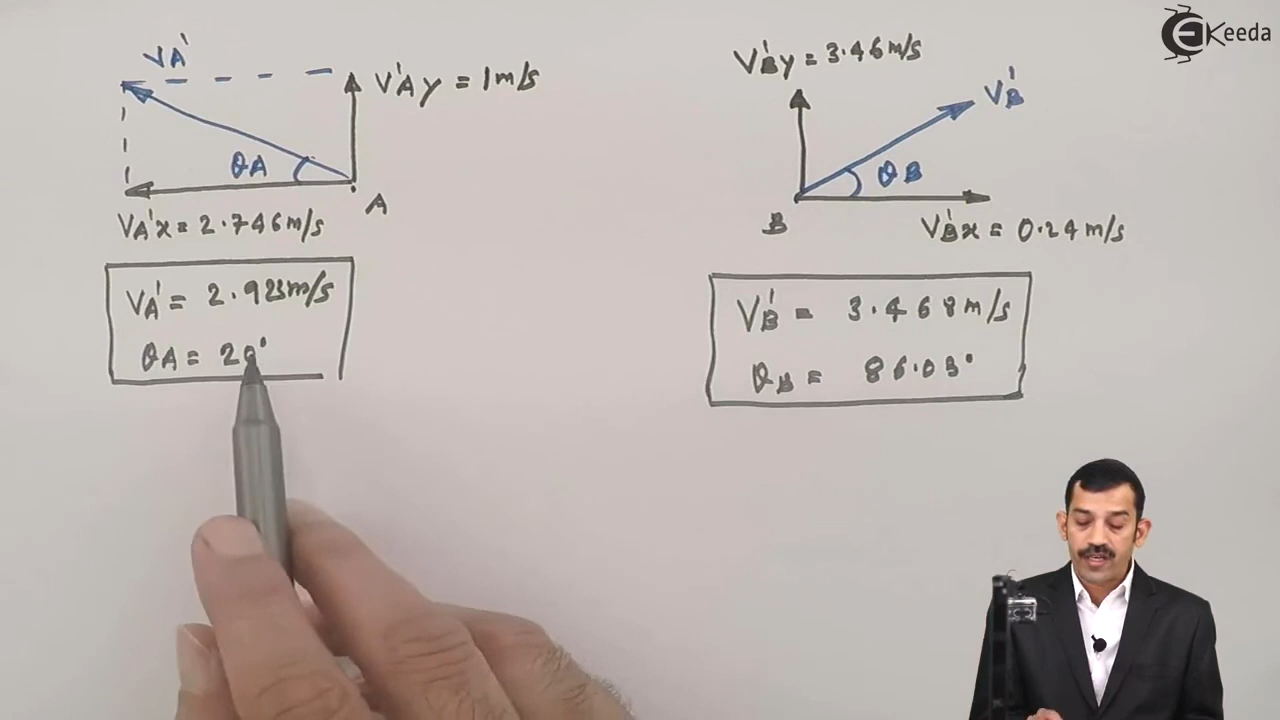 VA'
V'Ay = 1m/s
θA
A
VA'x = 2.746m/s
VA' = 2.923m/s
θA = 20°
V'By = 3.46m/s
V'B
θB
B
V'Bx = 0.24m/s
V'B = 3.468m/s
θB = 86.03°
Keeda